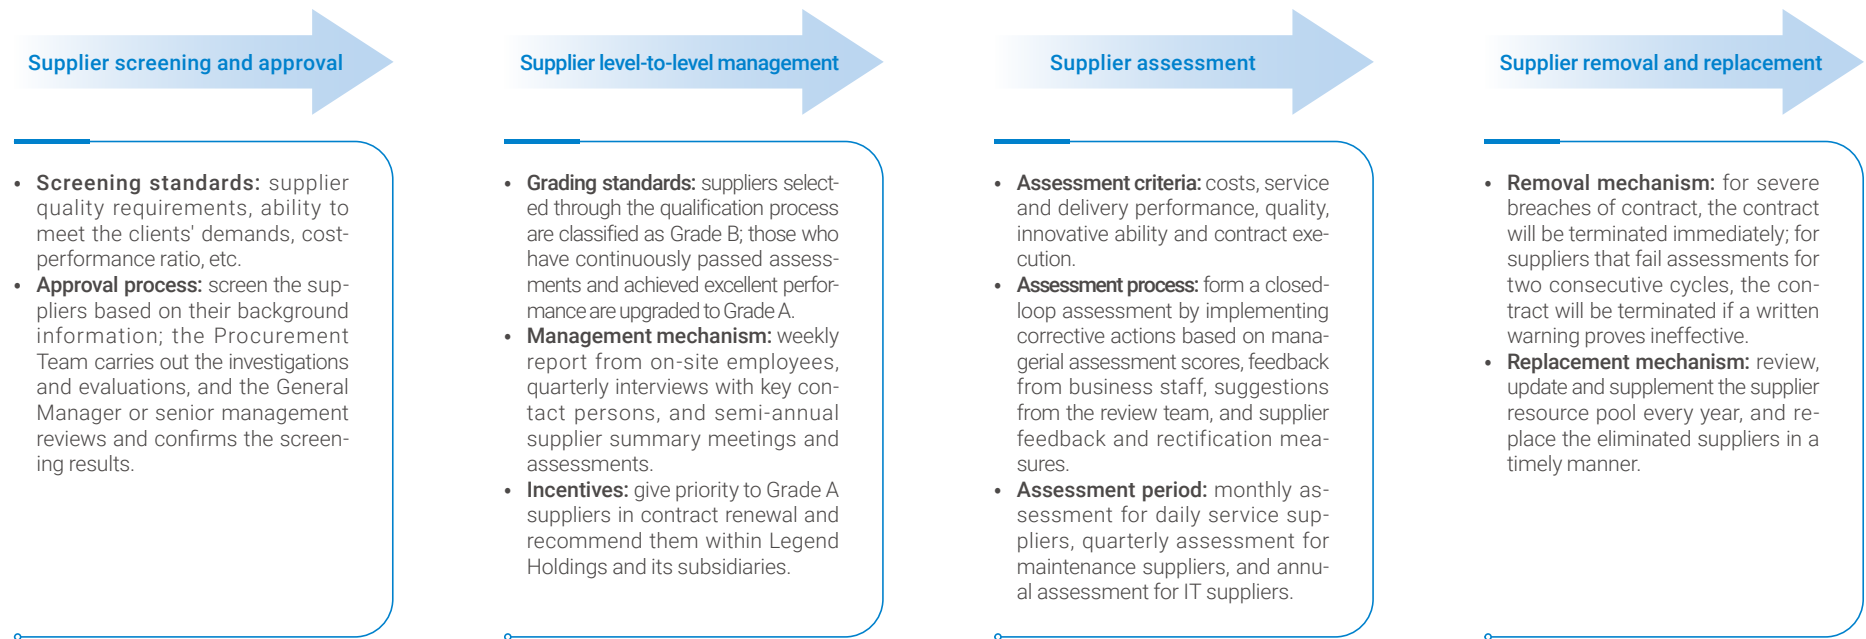 Supplier screening and approval
• Screening standards: supplier
quality requirements, ability to
meet the clients' demands, cost-
performance ratio, etc.
• Approval process: screen the sup-
pliers based on their background
information; the Procurement
Team carries out the investigations
and evaluations, and the General
Manager or senior management
reviews and confirms the screen-
ing results.
Supplier level-to-level management
• Grading standards: suppliers select-
ed through the qualification process
are classified as Grade B; those who
have continuously passed assess-
ments and achieved excellent perfor-
mance are upgraded to Grade A.
• Management mechanism: weekly
report from on-site employees,
quarterly interviews with key con-
tact persons, and semi-annual
supplier summary meetings and
assessments.
• Incentives: give priority to Grade A
suppliers in contract renewal and
recommend them within Legend
Holdings and its subsidiaries.
Supplier assessment
• Assessment criteria: costs, service
and delivery performance, quality,
innovative ability and contract exe-
cution.
• Assessment process: form a closed-
loop assessment by implementing
corrective actions based on mana-
gerial assessment scores, feedback
from business staff, suggestions
from the review team, and supplier
feedback and rectification mea-
sures.
• Assessment period: monthly as-
sessment for daily service sup-
pliers, quarterly assessment for
maintenance suppliers, and annu-
al assessment for IT suppliers.
Supplier removal and replacement
• Removal mechanism: for severe
breaches of contract, the contract
will be terminated immediately; for
suppliers that fail assessments for
two consecutive cycles, the con-
tract will be terminated if a written
warning proves ineffective.
• Replacement mechanism: review,
update and supplement the supplier
resource pool every year, and re-
place the eliminated suppliers in a
timely manner.